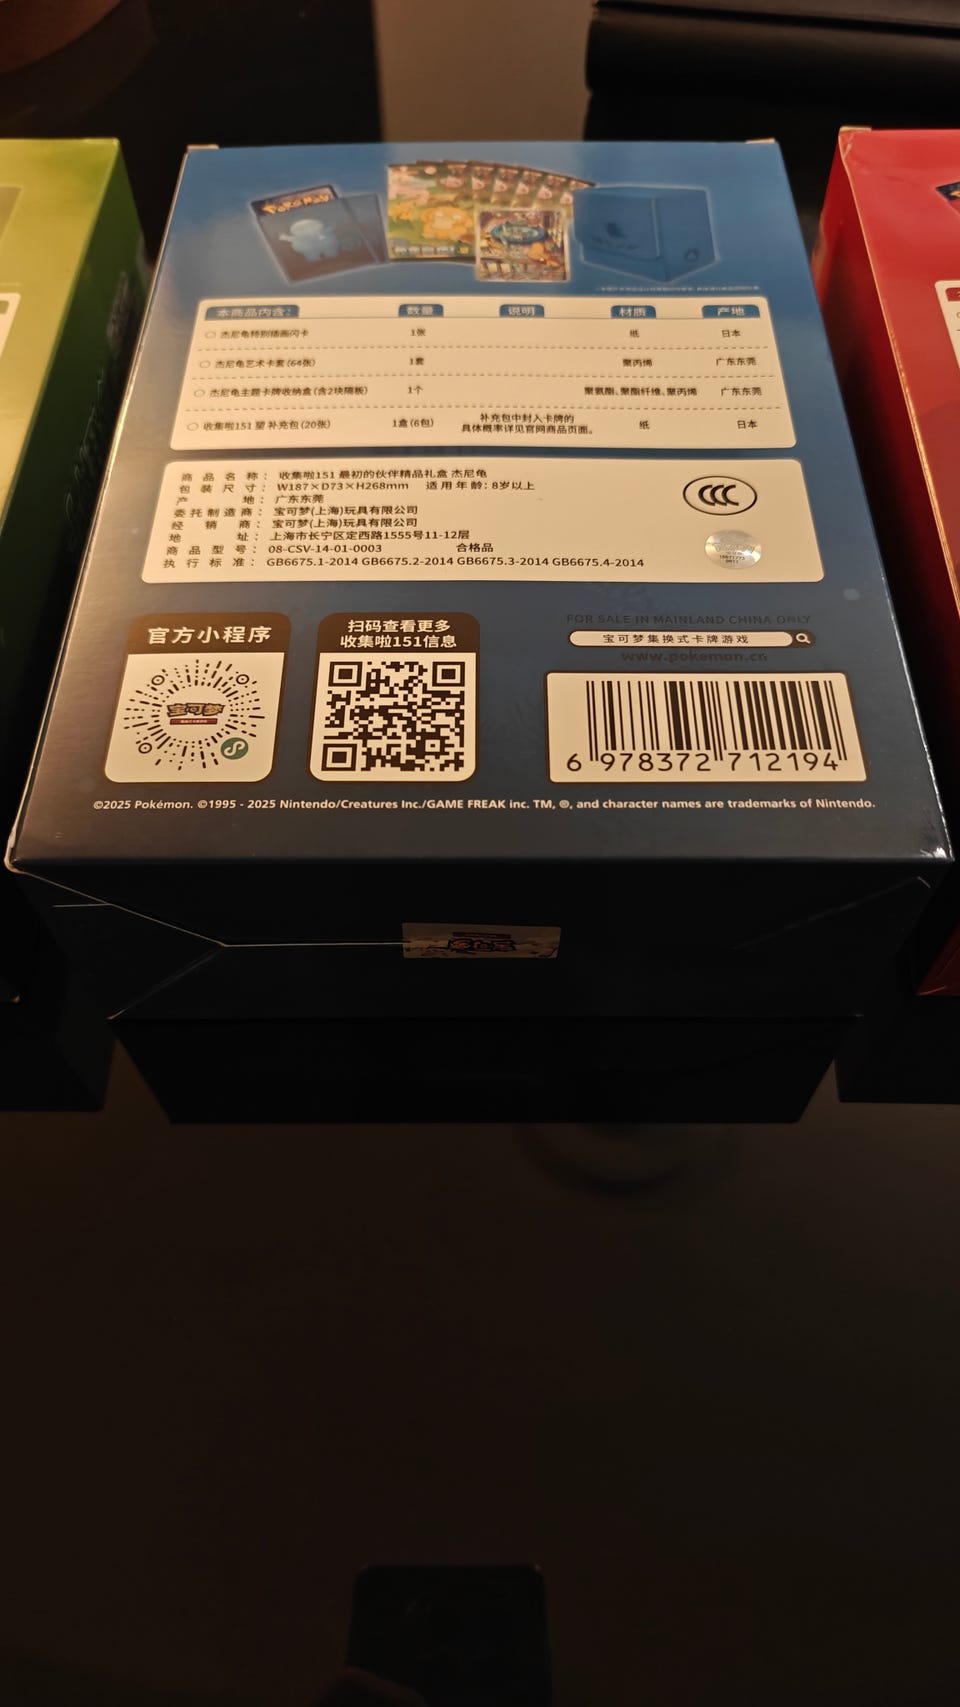 POKÉMON
本商品内含: 数量 说明 材质 产地
杰尼龟特别插画闪卡 1张 纸 日本
杰尼龟艺术卡套(64张) 1套 聚丙烯 广东东莞
杰尼龟主题卡牌收纳盒(含2块隔板) 1个 聚氨酯、聚酯纤维、聚丙烯 广东东莞
收集啦151 望 补充包(20张) 1盒(6包) 补充包中封入卡牌的 纸 日本
具体概率详见官网商品页面。
商品名称: 收集啦151 最初的伙伴精品礼盒 杰尼龟
包装尺寸: W187×D73×H268mm 适用年龄: 8岁以上
产地: 广东东莞
委托制造商: 宝可梦(上海)玩具有限公司
经销商: 宝可梦(上海)玩具有限公司
地址: 上海市长宁区定西路1555号11-12层
商品型号: 08-CSV-14-01-0003 合格品
执行标准: GB6675.1-2014 GB6675.2-2014 GB6675.3-2014 GB6675.4-2014
CCC
官方小程序
宝可梦
扫码查看更多
收集啦151信息
FOR SALE IN MAINLAND CHINA ONLY
宝可梦集换式卡牌游戏
www.pokemon.cn
6 978372 712194
©2025 Pokémon. ©1995 - 2025 Nintendo/Creatures Inc./GAME FREAK inc. TM, ®, and character names are trademarks of Nintendo.
宝可梦